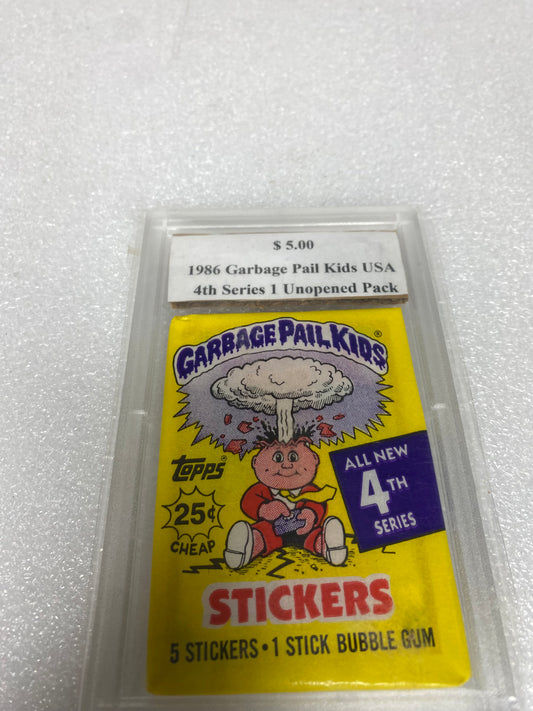 $ 5.00
1986 Garbage Pail Kids USA
4th Series 1 Unopened Pack
GARBAGE PAIL KIDS®
topps®
25¢
CHEAP
ALL NEW
4TH
SERIES
STICKERS
5 STICKERS • 1 STICK BUBBLE GUM